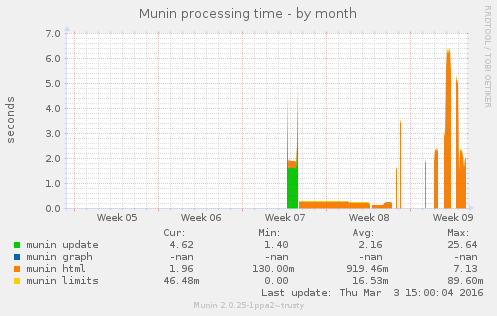 Munin processing time - by month
RRDTOOL / TOBI OETIKER
seconds
7.0
6.0
5.0
4.0
3.0
2.0
1.0
0.0
Week 05 Week 06 Week 07 Week 08 Week 09
Cur: Min: Avg: Max:
munin update 4.62 1.40 2.16 25.64
munin graph -nan -nan -nan -nan
munin html 1.96 130.00m 919.46m 7.13
munin limits 46.48m 0.00 16.53m 89.60m
Last update: Thu Mar 3 15:00:04 2016
Munin 2.0.25-1ppa2~trusty